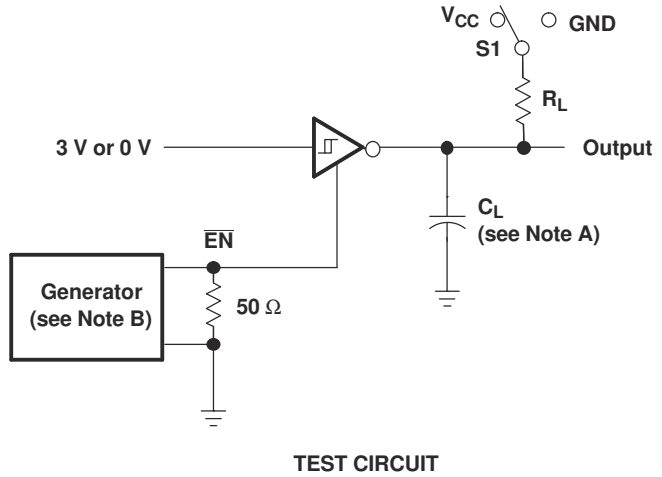 VCC
GND
S1
RL
3 V or 0 V
Output
CL
(see Note A)
EN
Generator
(see Note B)
50 Ω
TEST CIRCUIT